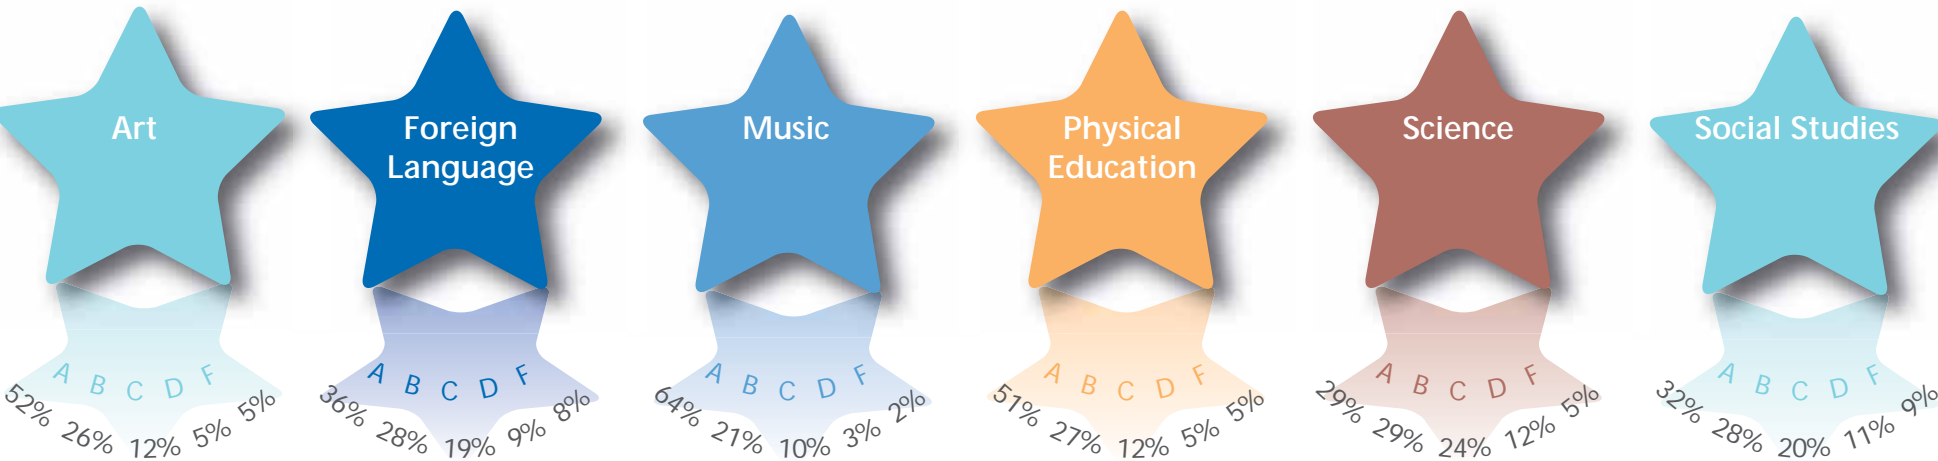 Art
A B C D F
52% 26% 12% 5% 5%
Foreign
Language
A B C D F
36% 28% 19% 9% 8%
Music
A B C D F
64% 21% 10% 3% 2%
Physical
Education
A B C D F
51% 27% 12% 5% 5%
Science
A B C D F
29% 29% 24% 12% 5%
Social Studies
A B C D F
32% 28% 20% 11% 9%